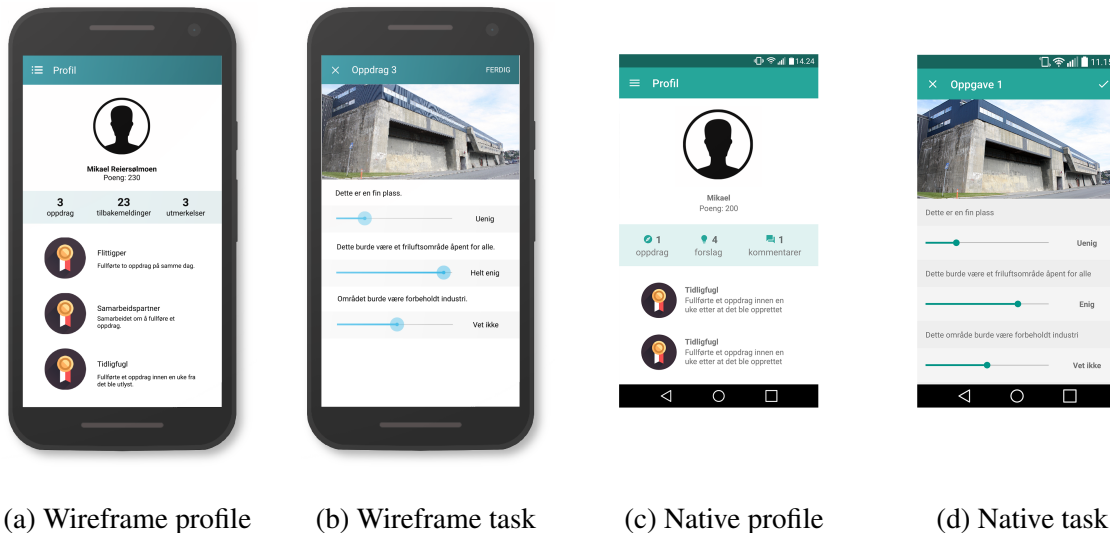 Profil
Mikael Reiersølmoen
Poeng: 230
3 23 3
oppdrag tilbakemeldinger utmerkelser
Flittigper
Fullførte to oppdrag på samme dag.
Samarbeidspartner
Samarbeidet om å fullføre et
oppdrag.
Tidligfugl
Fullførte et oppdrag innen en uke fra
det ble utlyst.
Oppdrag 3 FERDIG
Dette er en fin plass.
Uenig
Dette burde være et friluftsområde åpent for alle.
Helt enig
Området burde være forbeholdt industri.
Vet ikke
14.24
Profil
Mikael
Poeng: 200
1 4 1
oppdrag forslag kommentarer
Tidligfugl
Fullførte et oppdrag innen en
uke etter at det ble opprettet
Tidligfugl
Fullførte et oppdrag innen en
uke etter at det ble opprettet
11.15
Oppgave 1
Dette er en fin plass
Uenig
Dette burde være et friluftsområde åpent for alle
Enig
Dette område burde være forbeholdt industri
Vet ikke
(a) Wireframe profile (b) Wireframe task (c) Native profile (d) Native task